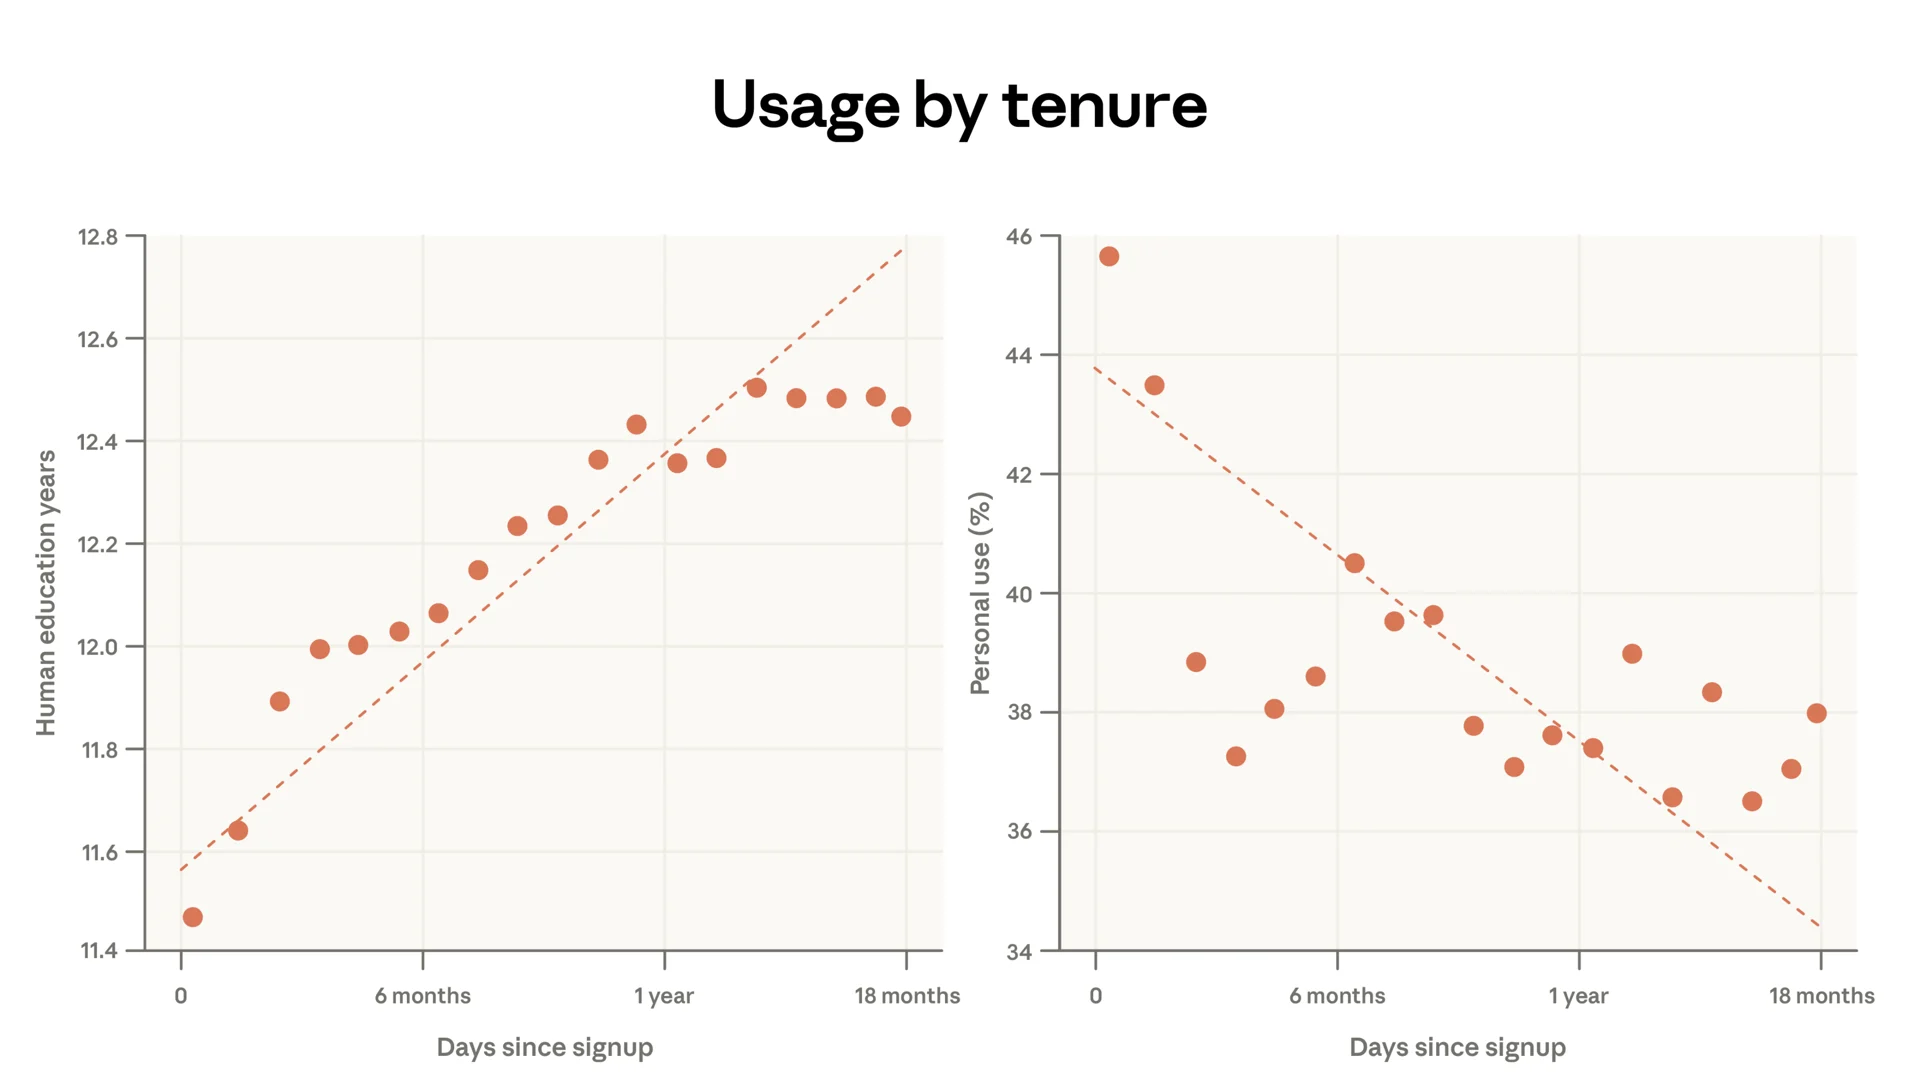 Usage by tenure
Human education years
12.8
12.6
12.4
12.2
12.0
11.8
11.6
11.4
0
6 months
1 year
18 months
Days since signup
Personal use (%)
46
44
42
40
38
36
34
0
6 months
1 year
18 months
Days since signup